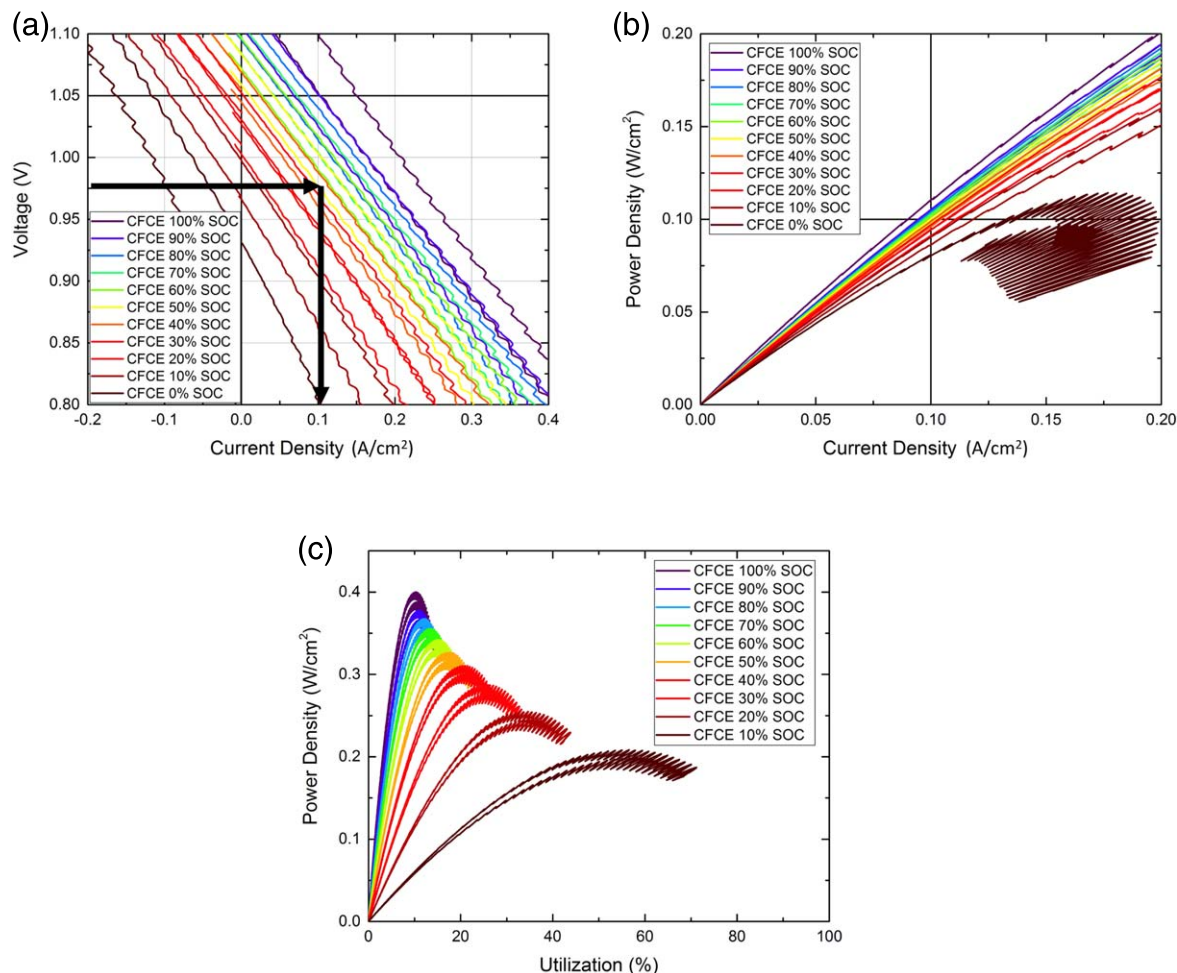 (a)
1.10
1.05
1.00
0.95
0.90
0.85
0.80
Voltage (V)
CFCE 100% SOC
CFCE 90% SOC
CFCE 80% SOC
CFCE 70% SOC
CFCE 60% SOC
CFCE 50% SOC
CFCE 40% SOC
CFCE 30% SOC
CFCE 20% SOC
CFCE 10% SOC
CFCE 0% SOC
-0.2 -0.1 0.0 0.1 0.2 0.3 0.4
Current Density (A/cm²)
(b)
0.20
0.15
0.10
0.05
0.00
Power Density (W/cm²)
CFCE 100% SOC
CFCE 90% SOC
CFCE 80% SOC
CFCE 70% SOC
CFCE 60% SOC
CFCE 50% SOC
CFCE 40% SOC
CFCE 30% SOC
CFCE 20% SOC
CFCE 10% SOC
CFCE 0% SOC
0.00 0.05 0.10 0.15 0.20
Current Density (A/cm²)
(c)
0.4
0.3
0.2
0.1
0.0
Power Density (W/cm²)
CFCE 100% SOC
CFCE 90% SOC
CFCE 80% SOC
CFCE 70% SOC
CFCE 60% SOC
CFCE 50% SOC
CFCE 40% SOC
CFCE 30% SOC
CFCE 20% SOC
CFCE 10% SOC
0 20 40 60 80 100
Utilization (%)